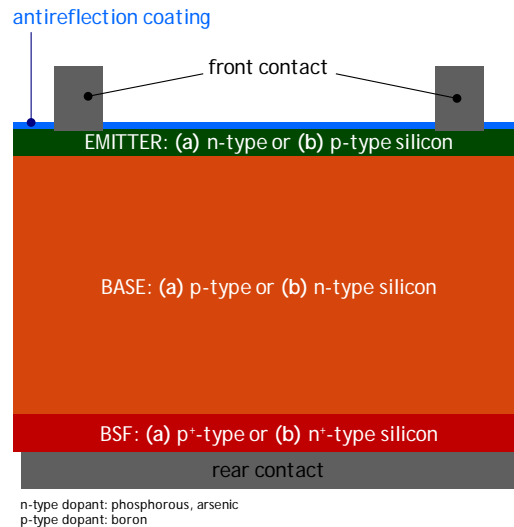 antireflection coating
front contact
EMITTER: (a) n-type or (b) p-type silicon
BASE: (a) p-type or (b) n-type silicon
BSF: (a) p⁺-type or (b) n⁺-type silicon
rear contact
n-type dopant: phosphorous, arsenic
p-type dopant: boron